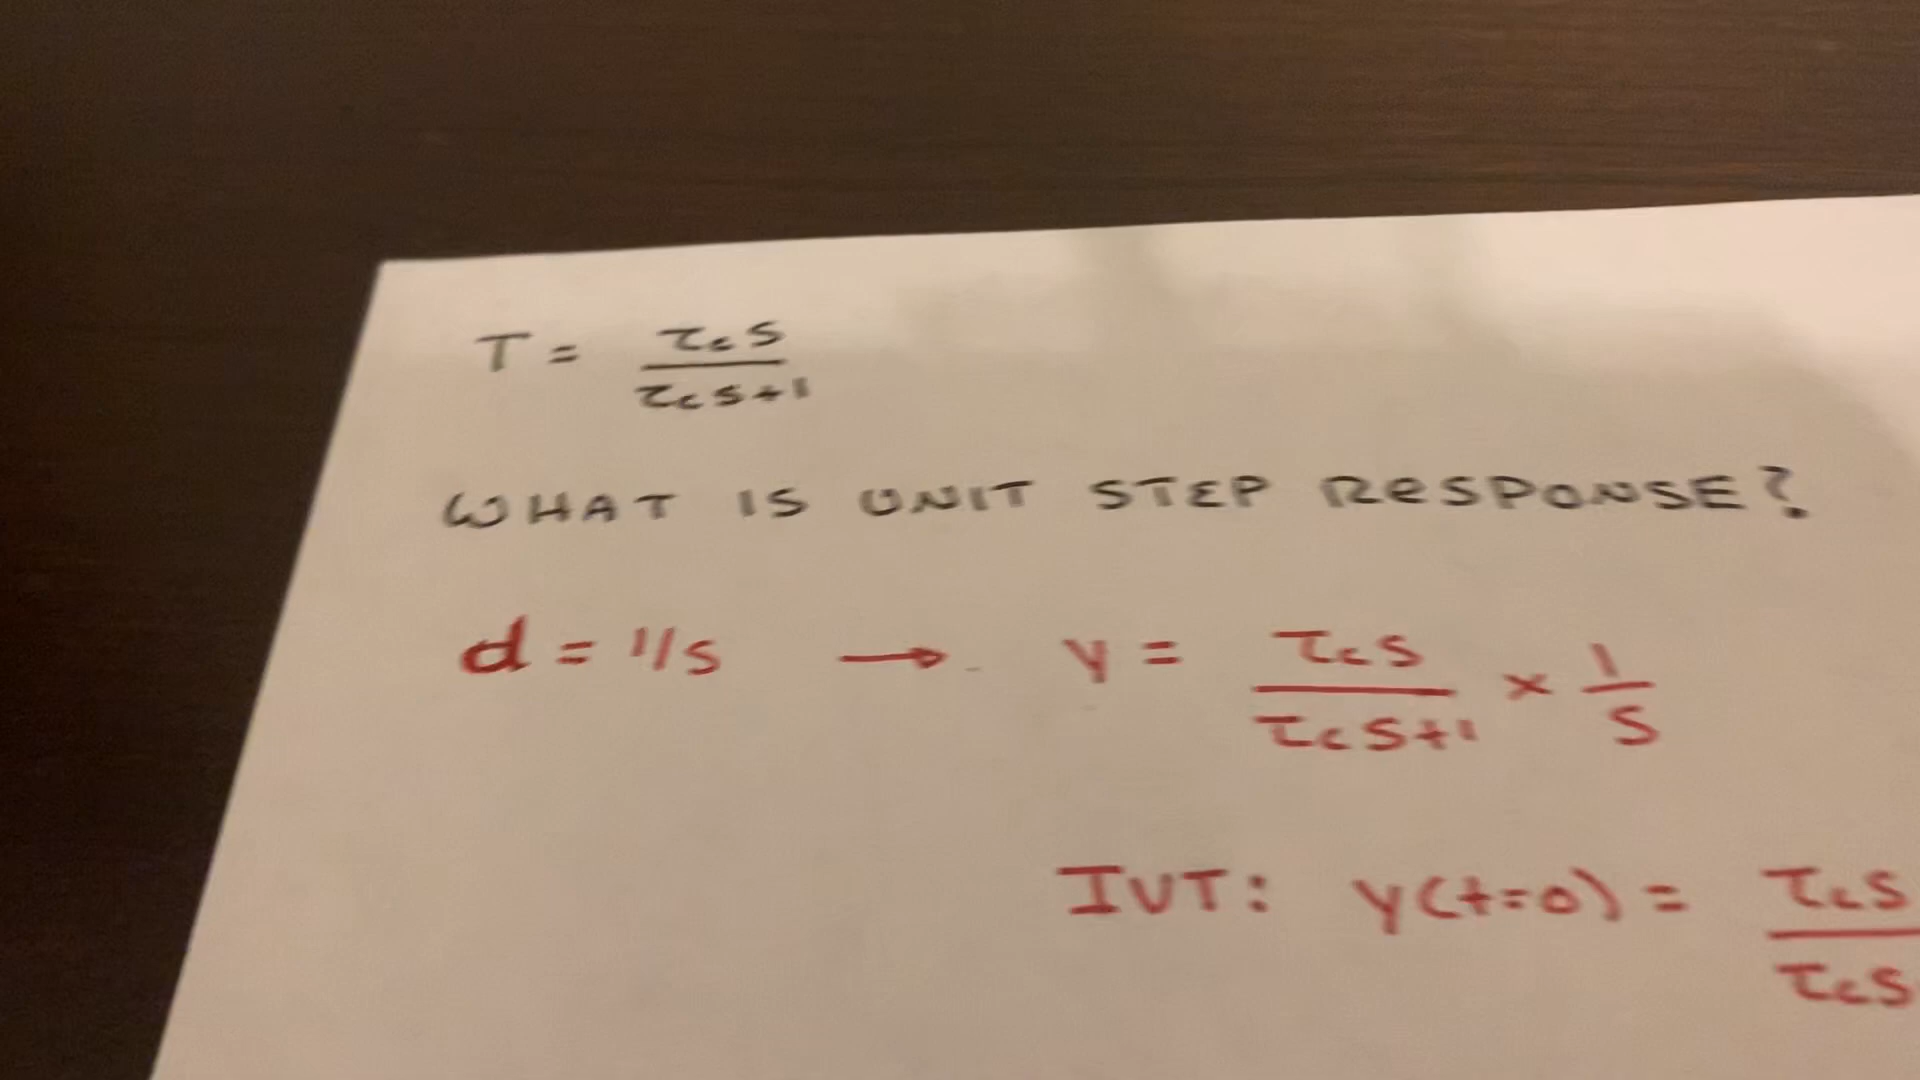 T = τcs / τcs+1
WHAT IS UNIT STEP RESPONSE?
d = 1/s → y = τcs / τcs+1 × 1/s
IVT: y(t=0) = τcs / τcs